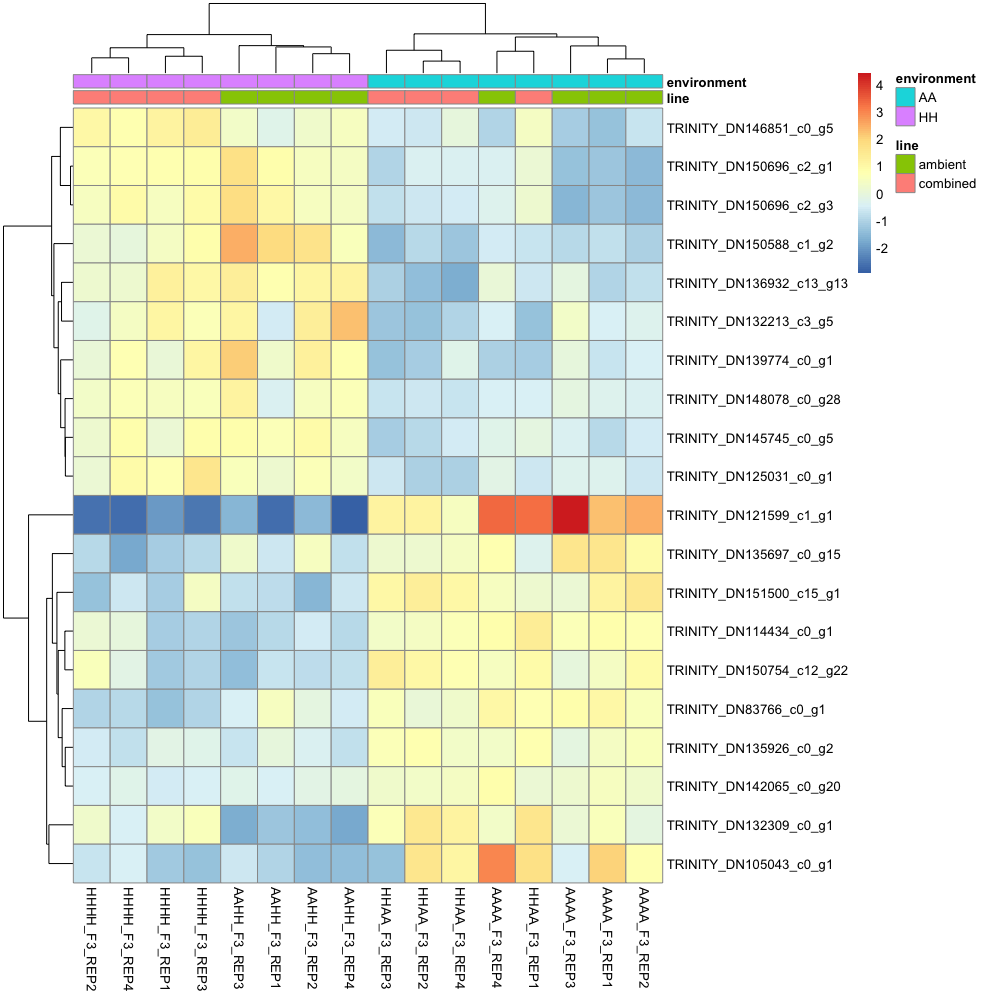 environment
line
TRINITY_DN146851_c0_g5
TRINITY_DN150696_c2_g1
TRINITY_DN150696_c2_g3
TRINITY_DN150588_c1_g2
TRINITY_DN136932_c13_g13
TRINITY_DN132213_c3_g5
TRINITY_DN139774_c0_g1
TRINITY_DN148078_c0_g28
TRINITY_DN145745_c0_g5
TRINITY_DN125031_c0_g1
TRINITY_DN121599_c1_g1
TRINITY_DN135697_c0_g15
TRINITY_DN151500_c15_g1
TRINITY_DN114434_c0_g1
TRINITY_DN150754_c12_g22
TRINITY_DN83766_c0_g1
TRINITY_DN135926_c0_g2
TRINITY_DN142065_c0_g20
TRINITY_DN132309_c0_g1
TRINITY_DN105043_c0_g1
HHHH_F3_REP2
HHHH_F3_REP4
HHHH_F3_REP1
HHHH_F3_REP3
AAHH_F3_REP3
AAHH_F3_REP1
AAHH_F3_REP2
AAHH_F3_REP4
HHAA_F3_REP3
HHAA_F3_REP2
HHAA_F3_REP4
AAAA_F3_REP4
HHAA_F3_REP1
AAAA_F3_REP3
AAAA_F3_REP1
AAAA_F3_REP2
4
3
2
1
0
-1
-2
environment
AA
HH
line
ambient
combined